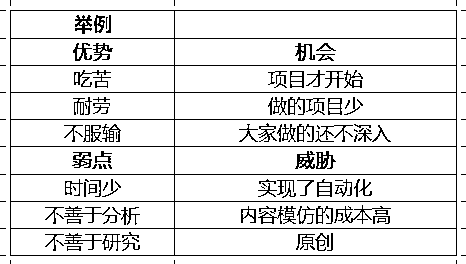 举例
优势 机会
吃苦 项目才开始
耐劳 做的项目少
不服输 大家做的还不深入
弱点 威胁
时间少 实现了自动化
不善于分析 内容模仿的成本高
不善于研究 原创